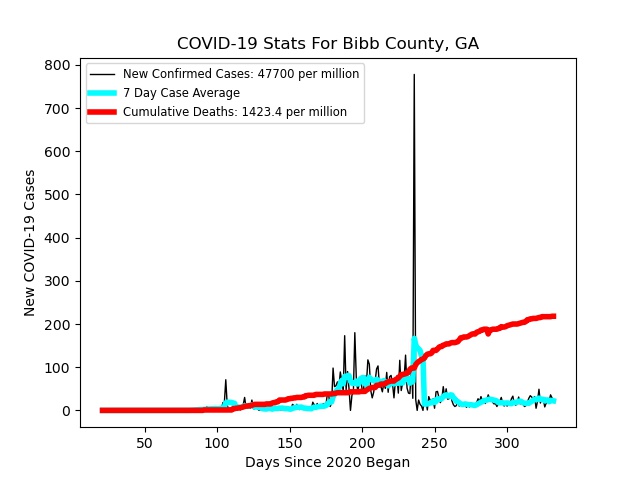 COVID-19 Stats For Bibb County, GA
New Confirmed Cases: 47700 per million
7 Day Case Average
Cumulative Deaths: 1423.4 per million
New COVID-19 Cases
800
700
600
500
400
300
200
100
0
50 100 150 200 250 300
Days Since 2020 Began